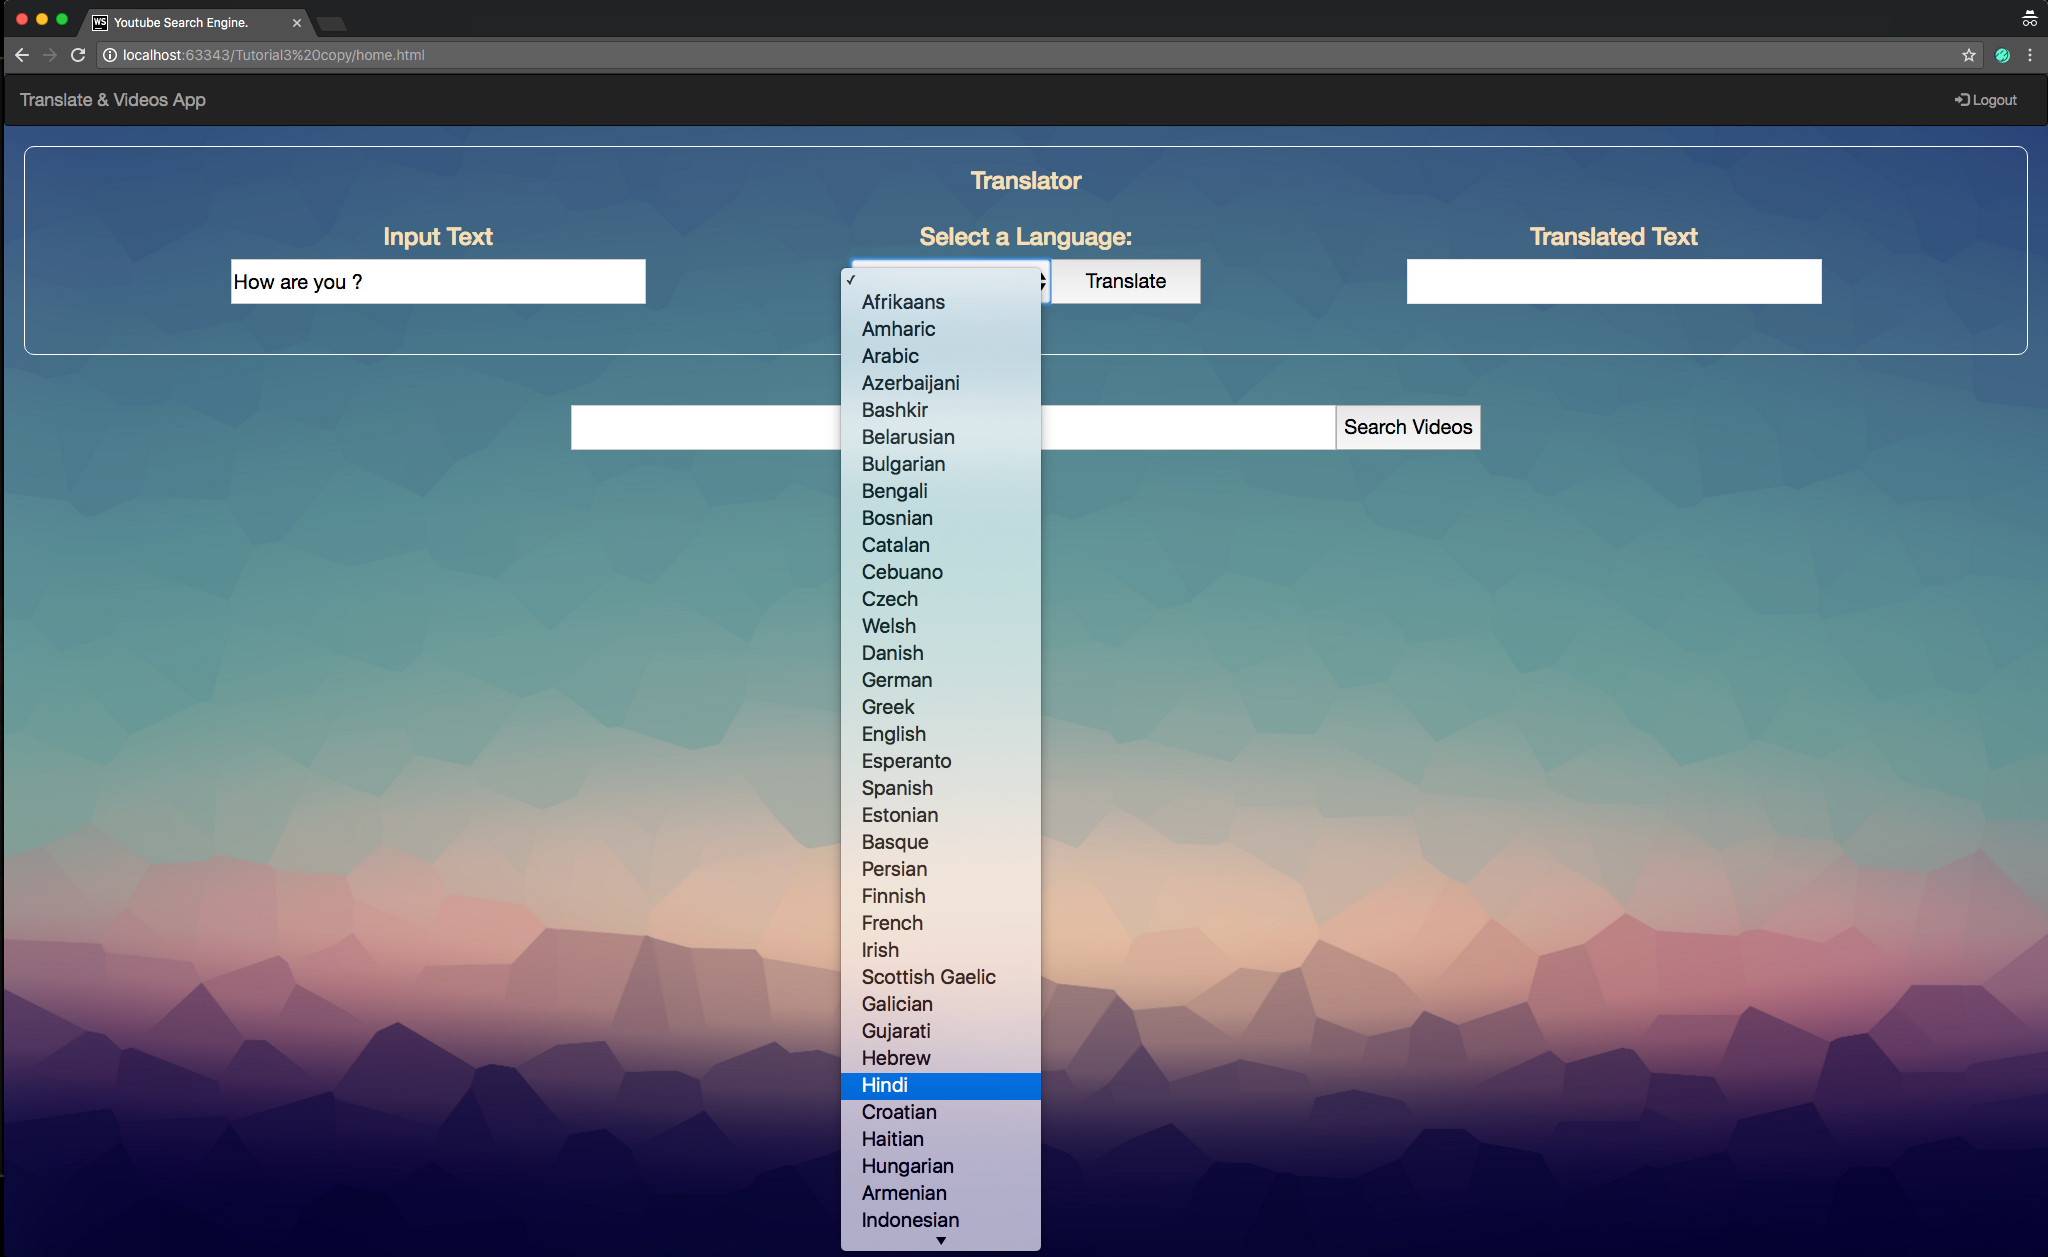 WS Youtube Search Engine.
localhost:63343/Tutorial3%20copy/home.html
Translate & Videos App
Logout
Translator
Input Text
Select a Language:
Translated Text
How are you ?
Translate
✓
Afrikaans
Amharic
Arabic
Azerbaijani
Bashkir
Belarusian
Bulgarian
Bengali
Bosnian
Catalan
Cebuano
Czech
Welsh
Danish
German
Greek
English
Esperanto
Spanish
Estonian
Basque
Persian
Finnish
French
Irish
Scottish Gaelic
Galician
Gujarati
Hebrew
Hindi
Croatian
Haitian
Hungarian
Armenian
Indonesian
Search Videos